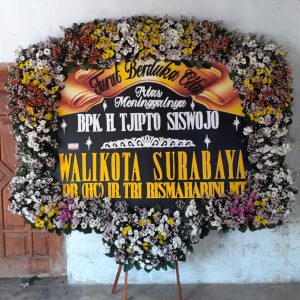 Turut Berduka Cita
Atas
Meninggalnya
BPK. H. TJIPTO SISWOJO
WALIKOTA SURABAYA
DR (HC) IR. TRI RISMAHARINI, MT